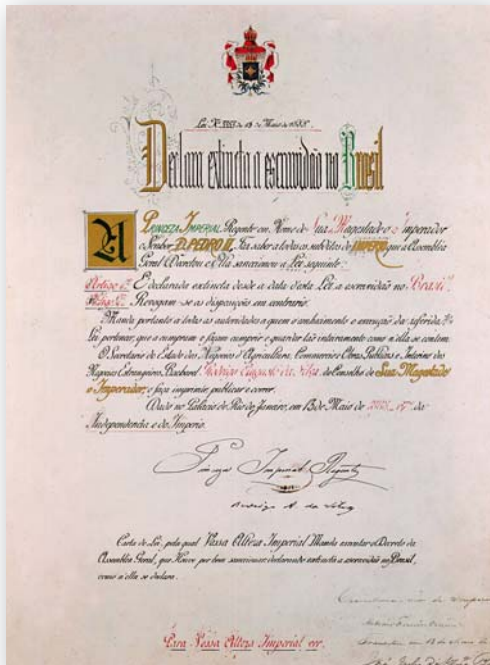 Lei Nº 3353 de 13 de Maio de 1888.
Declara extincta a escravidão no Brasil
A PRINCEZA IMPERIAL Regente em Nome de Sua Magestade o Imperador
o Senhor D. PEDRO II, Faz saber a todos os subditos do IMPERIO que a Assembléa
Geral Decretou e Ella sanccionou a Lei seguinte:
Artigo 1º É declarada extincta desde a data d'esta Lei a escravidão no Brasil.
Artigo 2º Revogam-se as disposições em contrario.
Manda portanto a todas as autoridades a quem o conhecimento e execução da referida
Lei pertencer, que a cumpram e façam cumprir e guardar tão inteiramente como n'ella se contem.
O Secretario de Estado dos Negocios d'Agricultura, Commercio e Obras Publicas e Interino dos
Negocios Estrangeiros, Bacharel Rodrigo Augusto da Silva, do Conselho de Sua Magestade
o Imperador, o faça imprimir, publicar e correr.
Dado no Palacio do Rio de Janeiro, em 13 de Maio de 1888, 67º da
Independencia e do Imperio.
Princeza Imperial Regente
Rodrigo A. da Silva
Carta de Lei, pela qual Vossa Alteza Imperial Manda executar o Decreto da
Assembléa Geral, que Houve por bem sanccionar, declarando extincta a escravidão no Brasil,
como n'ella se declara.
Para Vossa Alteza Imperial ver.